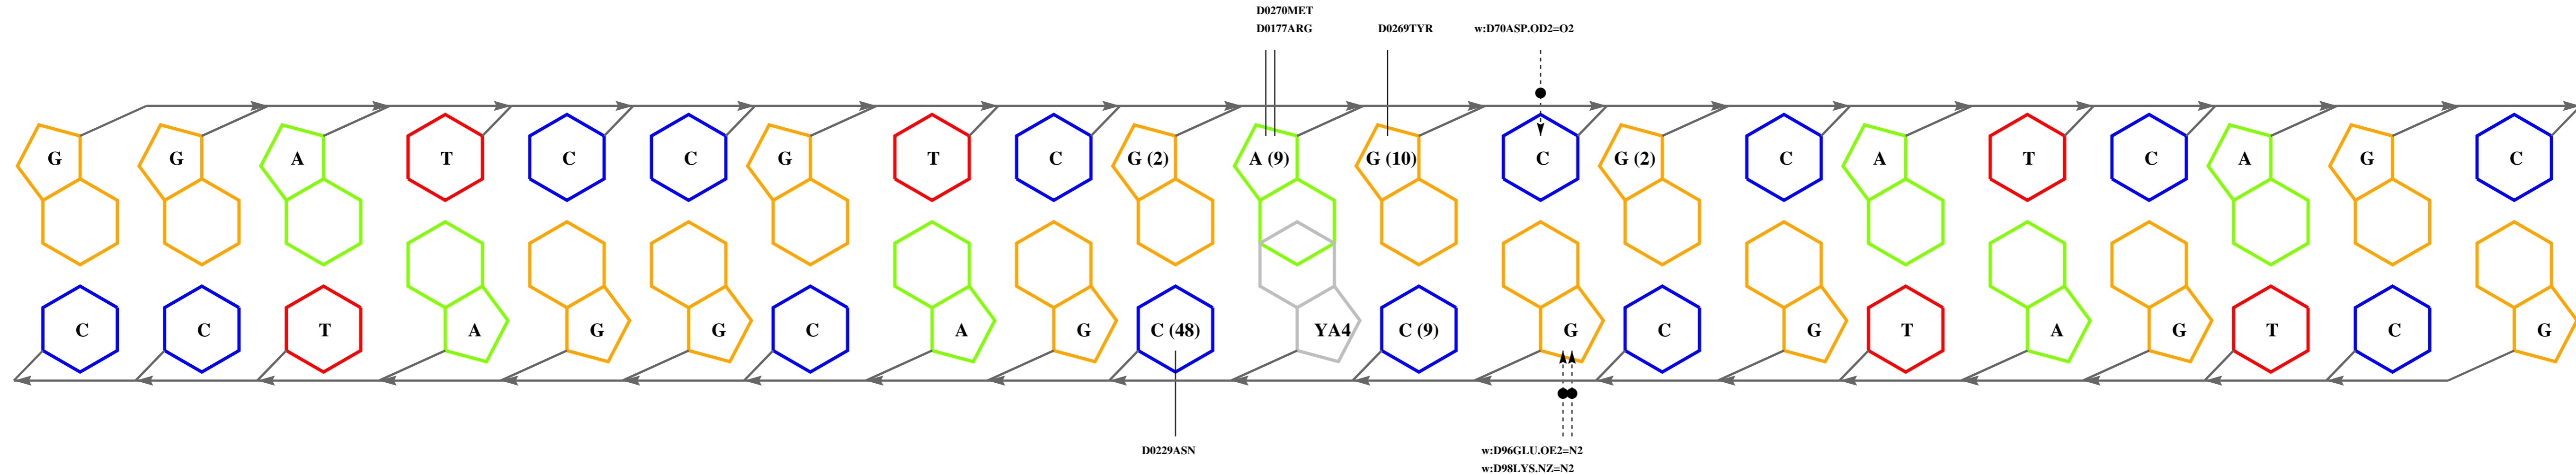 D0270MET
D0177ARG D0269TYR w:D70ASP.OD2=O2
G G A T C C G T C G (2) A (9) G (10) C G (2) C A T C A G C
C C T A G G C A G C (48) YA4 C (9) G C G T A G T C G
D0229ASN w:D96GLU.OE2=N2
w:D98LYS.NZ=N2